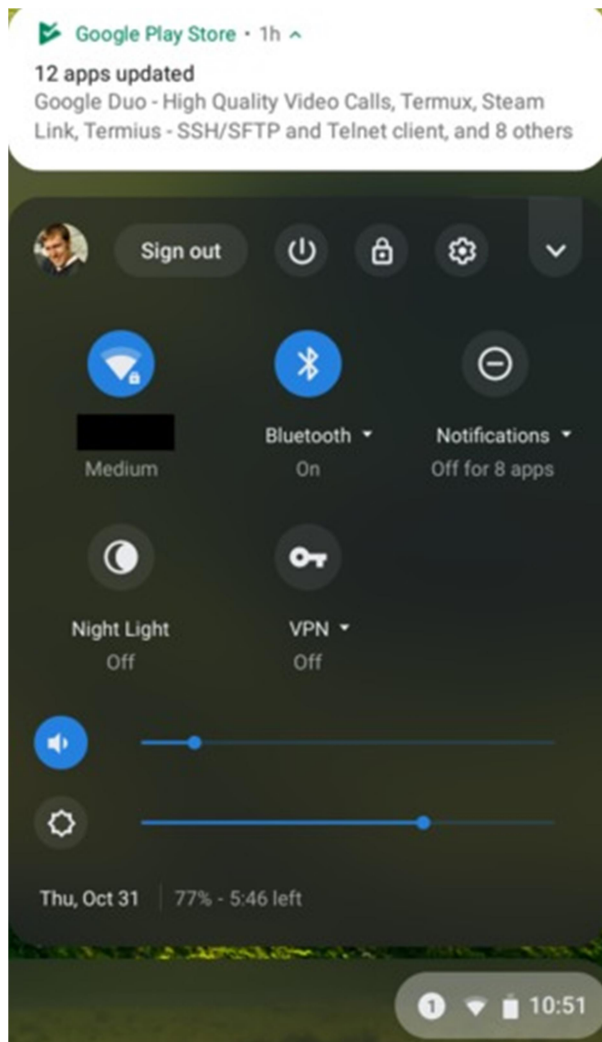 Google Play Store • 1h
12 apps updated
Google Duo - High Quality Video Calls, Termux, Steam
Link, Termius - SSH/SFTP and Telnet client, and 8 others
Sign out
Bluetooth Notifications
Medium On Off for 8 apps
Night Light VPN
Off Off
Thu, Oct 31 77% - 5:46 left
1 10:51